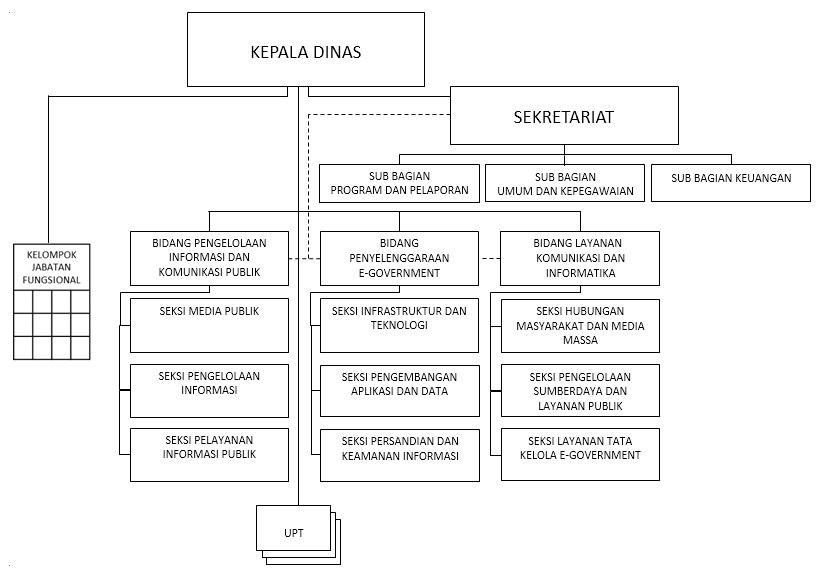 KEPALA DINAS
SEKRETARIAT
SUB BAGIAN
PROGRAM DAN PELAPORAN
SUB BAGIAN
UMUM DAN KEPEGAWAIAN
SUB BAGIAN KEUANGAN
KELOMPOK
JABATAN
FUNGSIONAL
BIDANG PENGELOLAAN
INFORMASI DAN
KOMUNIKASI PUBLIK
BIDANG
PENYELENGGARAAN
E-GOVERNMENT
BIDANG LAYANAN
KOMUNIKASI DAN
INFORMATIKA
SEKSI MEDIA PUBLIK
SEKSI INFRASTRUKTUR DAN
TEKNOLOGI
SEKSI HUBUNGAN
MASYARAKAT DAN MEDIA
MASSA
SEKSI PENGELOLAAN
INFORMASI
SEKSI PENGEMBANGAN
APLIKASI DAN DATA
SEKSI PENGELOLAAN
SUMBERDAYA DAN
LAYANAN PUBLIK
SEKSI PELAYANAN
INFORMASI PUBLIK
SEKSI PERSANDIAN DAN
KEAMANAN INFORMASI
SEKSI LAYANAN TATA
KELOLA E-GOVERNMENT
UPT